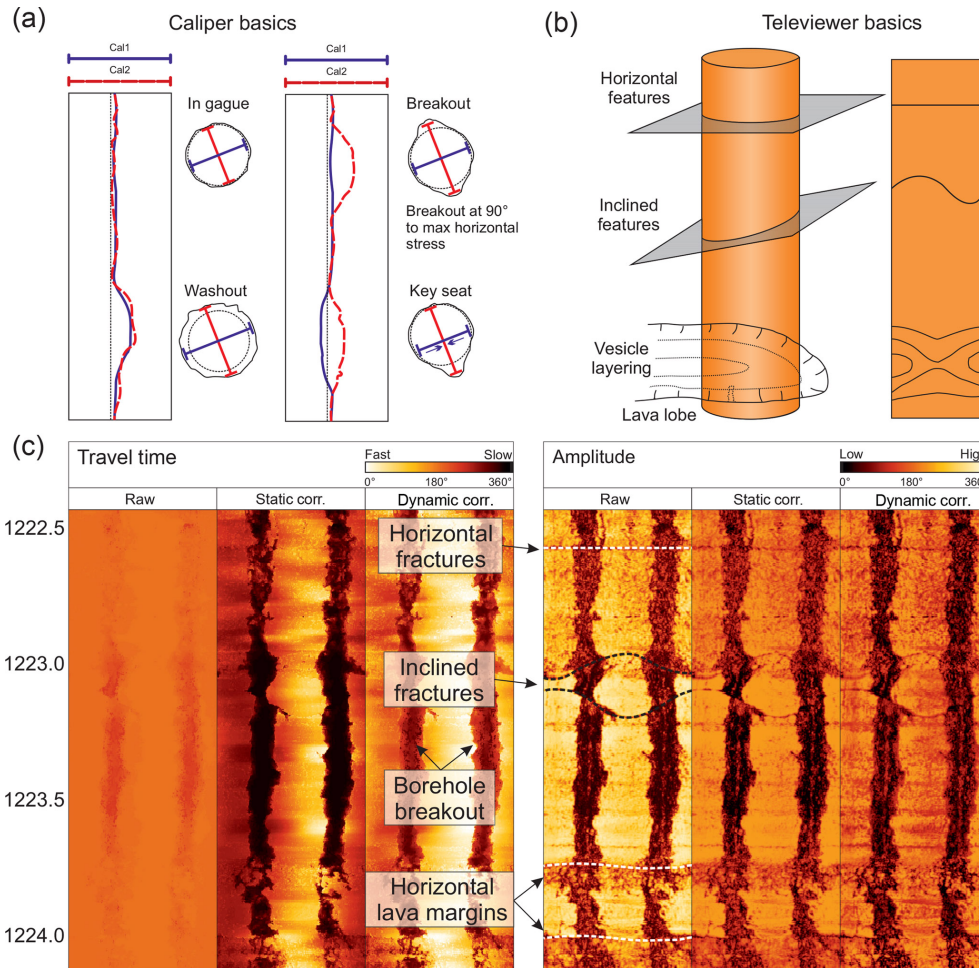 (a)
Caliper basics
Cal1
Cal2
In gague
Washout
Cal1
Cal2
Breakout
Breakout at 90°
to max horizontal
stress
Key seat
(b)
Televiewer basics
Horizontal
features
Inclined
features
Vesicle
layering
Lava lobe
(c)
Travel time
Fast
Slow
0°
180°
360°
Raw
Static corr.
Dynamic corr.
Amplitude
Low
High
0°
180°
360°
Raw
Static corr.
Dynamic corr.
1222.5
1223.0
1223.5
1224.0
Horizontal
fractures
Inclined
fractures
Borehole
breakout
Horizontal
lava margins